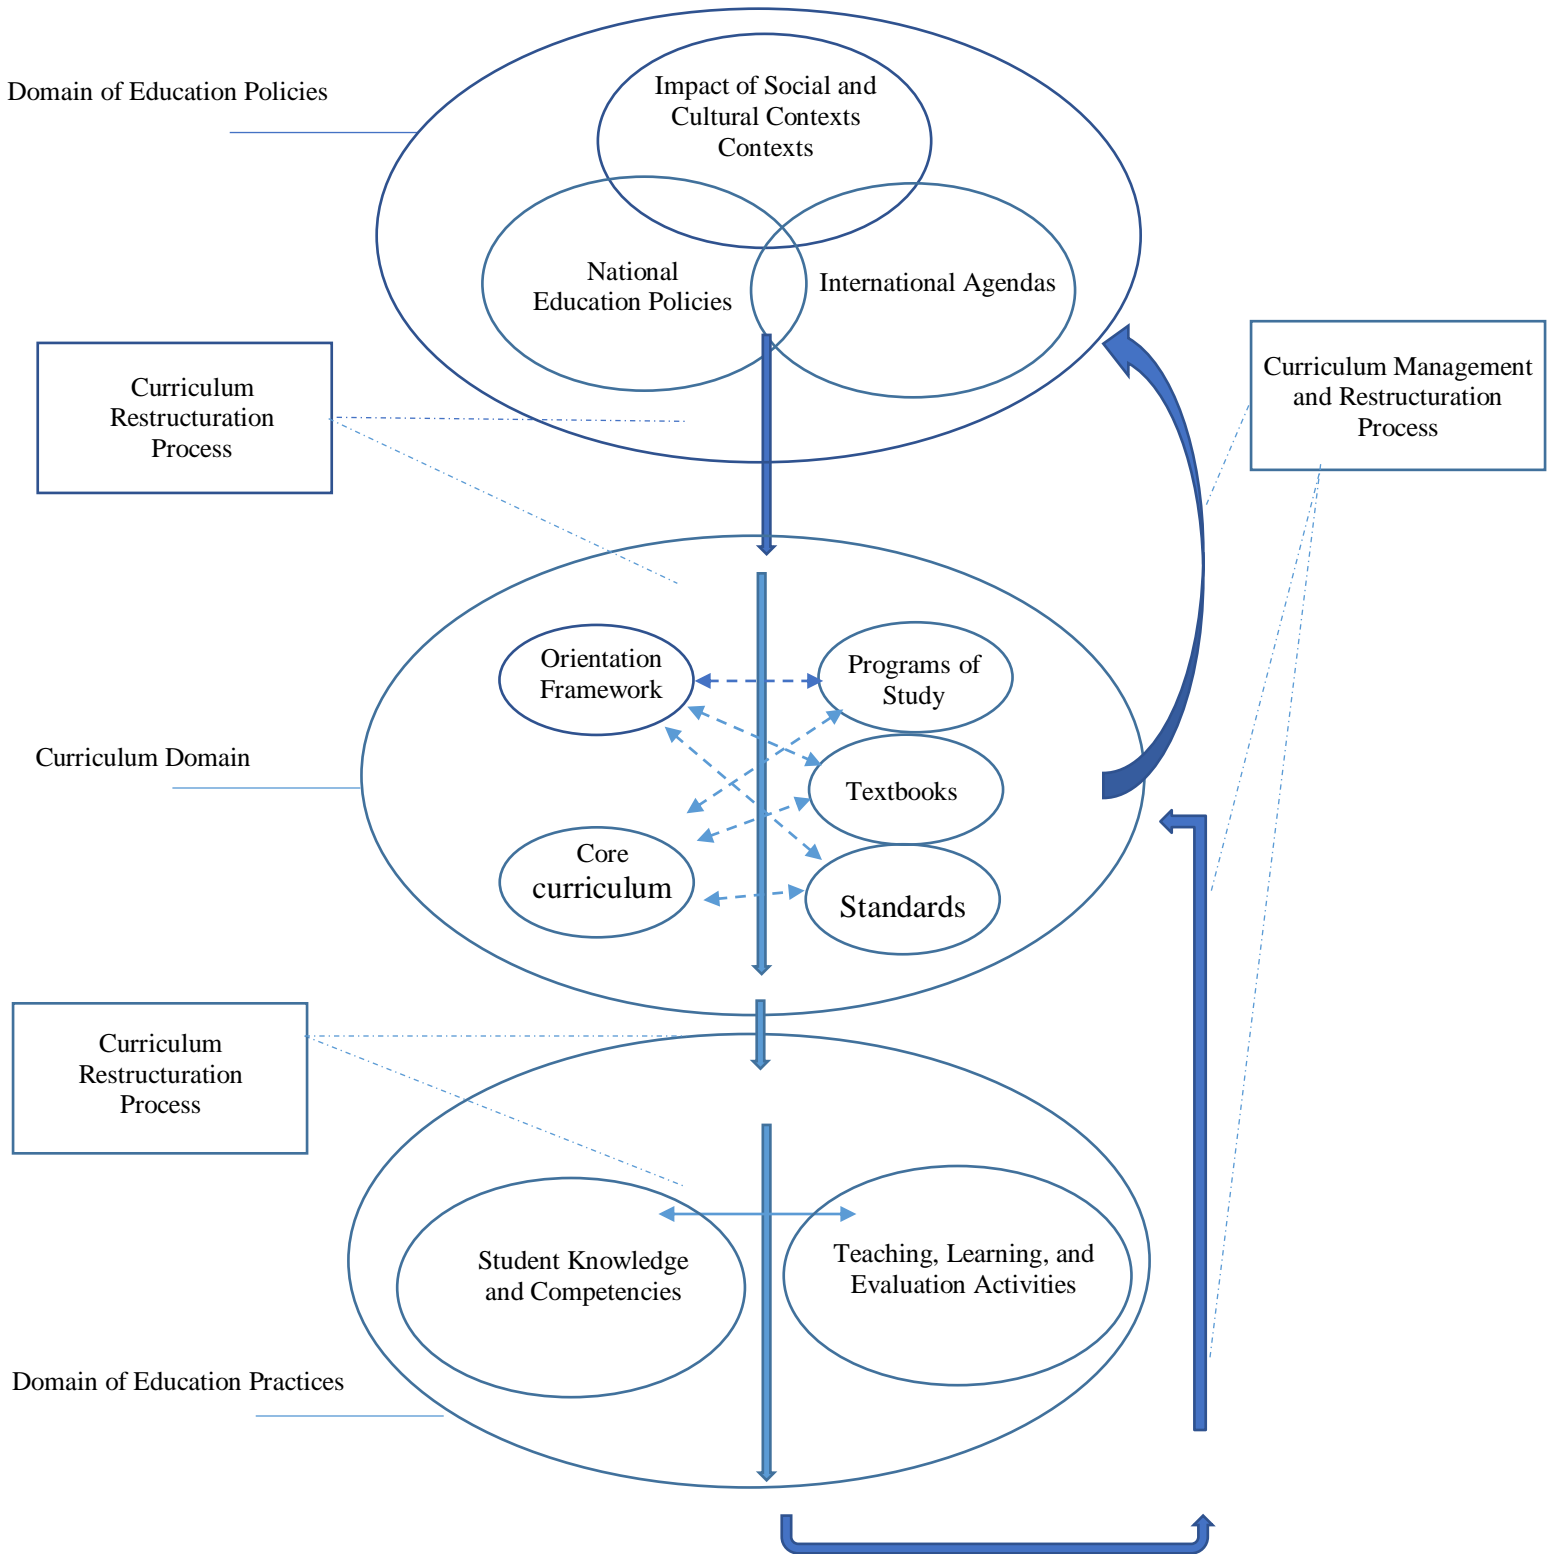 Domain of Education Policies
Impact of Social and
Cultural Contexts
Contexts
National
Education Policies
International Agendas
Curriculum
Restructuration
Process
Curriculum Management
and Restructuration
Process
Orientation
Framework
Programs of
Study
Curriculum Domain
Textbooks
Core
curriculum
Standards
Curriculum
Restructuration
Process
Student Knowledge
and Competencies
Teaching, Learning, and
Evaluation Activities
Domain of Education Practices